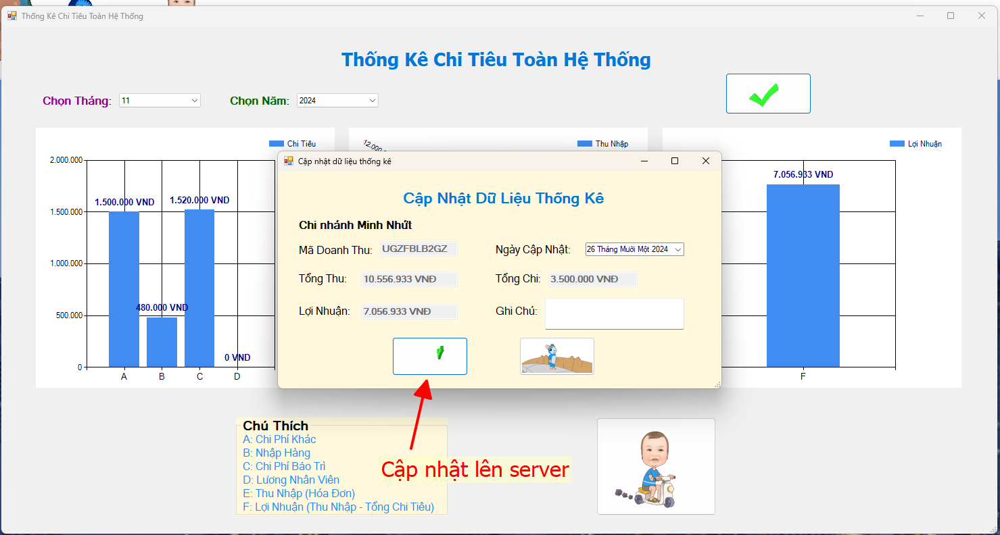 Thống Kê Chi Tiêu Toàn Hệ Thống
Thống Kê Chi Tiêu Toàn Hệ Thống
Chọn Tháng: 11 Chọn Năm: 2024
Chi Tiêu
2.000.000
1.500.000
1.000.000
500.000
0
1.500.000 VND
480.000 VND
1.520.000 VND
0 VND
A B C D
12.000
Thu Nhập
Lợi Nhuận
7.056.933 VND
F
Cập nhật dữ liệu thống kê
Cập Nhật Dữ Liệu Thống Kê
Chi nhánh Minh Nhứt
Mã Doanh Thu: UGZFBLB2GZ Ngày Cập Nhật: 26 Tháng Mười Một 2024
Tổng Thu: 10.556.933 VNĐ Tổng Chi: 3.500.000 VNĐ
Lợi Nhuận: 7.056.933 VNĐ Ghi Chú:
Chú Thích
A: Chi Phí Khác
B: Nhập Hàng
C: Chi Phí Bảo Trì
D: Lương Nhân Viên
E: Thu Nhập (Hóa Đơn)
F: Lợi Nhuận (Thu Nhập - Tổng Chi Tiêu)
Cập nhật lên server